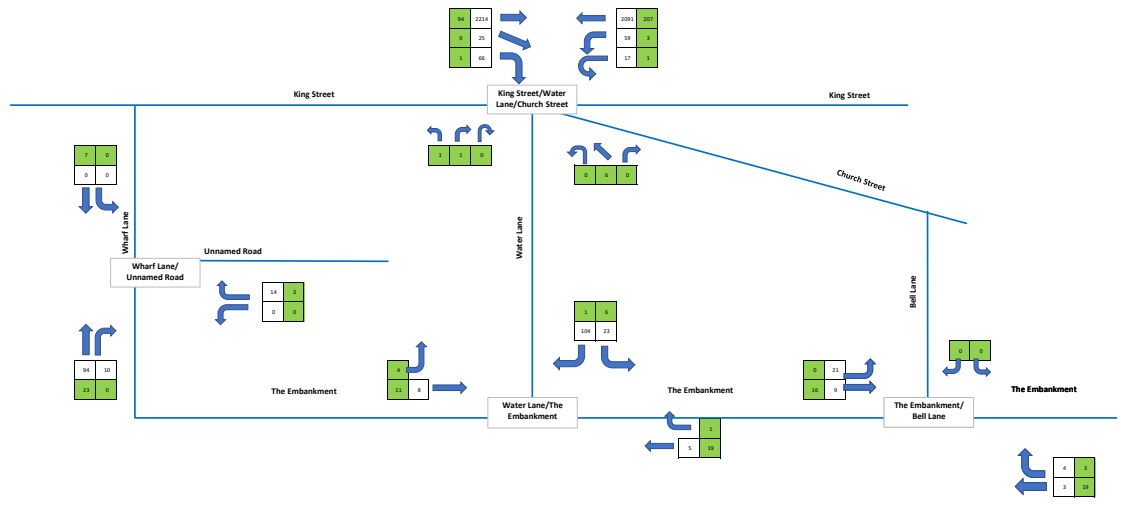 94 2214
0 25
1 66
2091 207
59 3
17 1
King Street
King Street/Water
Lane/Church Street
King Street
1 1 0
0 6 0
7 0
0 0
Church Street
Wharf Lane
Water Lane
Unnamed Road
Wharf Lane/
Unnamed Road
Bell Lane
14 3
0 0
1 6
104 23
0 0
94 10
23 0
4
11 8
0 21
16 9
The Embankment
The Embankment
The Embankment
Water Lane/The
Embankment
The Embankment/
Bell Lane
1
5 19
4 3
3 19